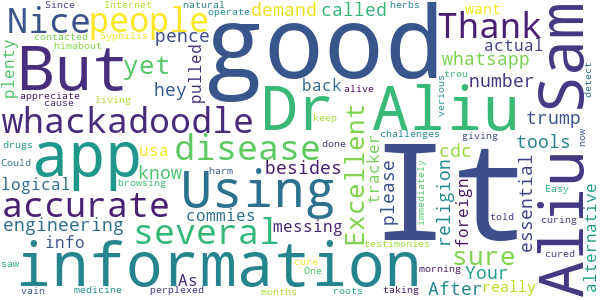 Since Internet natural herbs
contacted Syphilis operate
Nice people demand called Thank want
himabout pence actual
plenty But yet hey pulled good back whatsapp Sam
appreciate alive number trou
cause living usa Dr Aliu verious detect
whackadoodle keep trump
drugs app disease Excellent done challenges tools now
Could browsing know besides tracker please cdc giving
logical harm Using It essential Easy
accurate commies religion foreign Aliu alternative
engineering several messing immediately told curing
info As testimonies sure cured
saw information cure morning Your
vain medicine perplexed One months roots taking After really